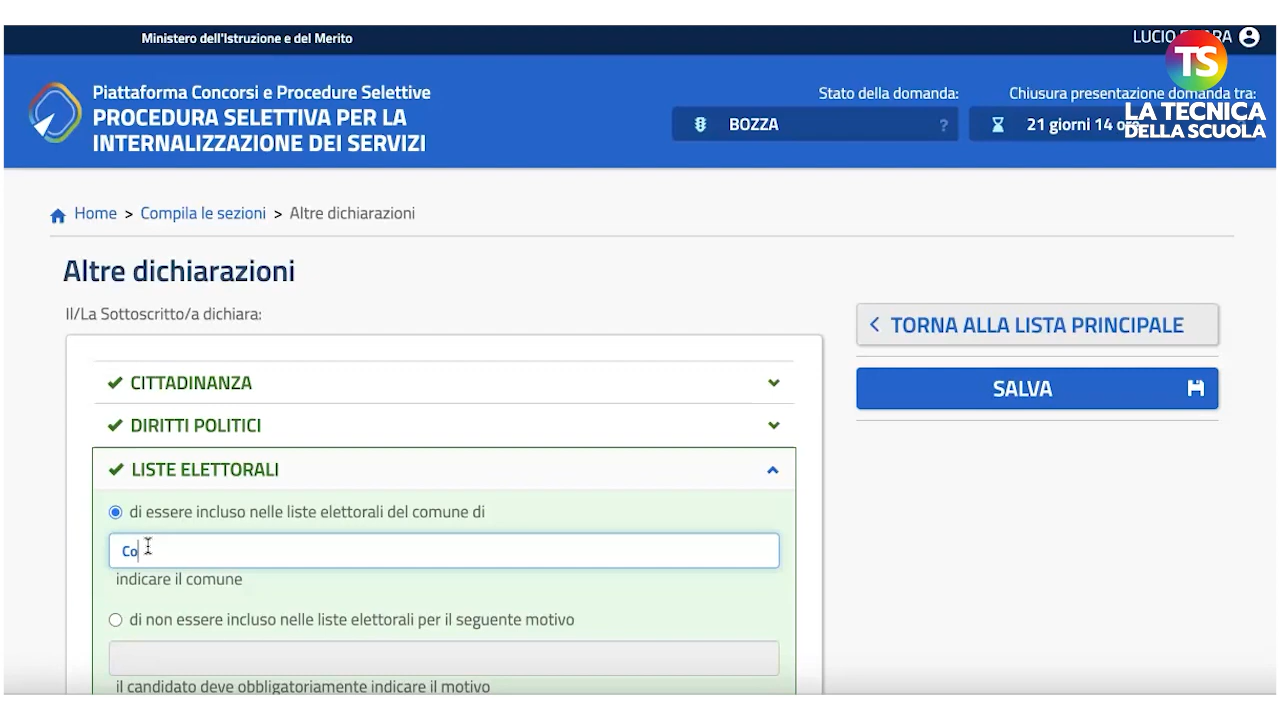 Ministero dell'Istruzione e del Merito
LUCIO
TS
LA TECNICA
DELLA SCUOLA
Piattaforma Concorsi e Procedure Selettive
PROCEDURA SELETTIVA PER LA
INTERNALIZZAZIONE DEI SERVIZI
Stato della domanda:
BOZZA ?
Chiusura presentazione domanda tra:
21 giorni 14 ore
Home > Compila le sezioni > Altre dichiarazioni
Altre dichiarazioni
Il/La Sottoscritto/a dichiara:
CITTADINANZA
DIRITTI POLITICI
LISTE ELETTORALI
di essere incluso nelle liste elettorali del comune di
Co
indicare il comune
di non essere incluso nelle liste elettorali per il seguente motivo
il candidato deve obbligatoriamente indicare il motivo
TORNA ALLA LISTA PRINCIPALE
SALVA